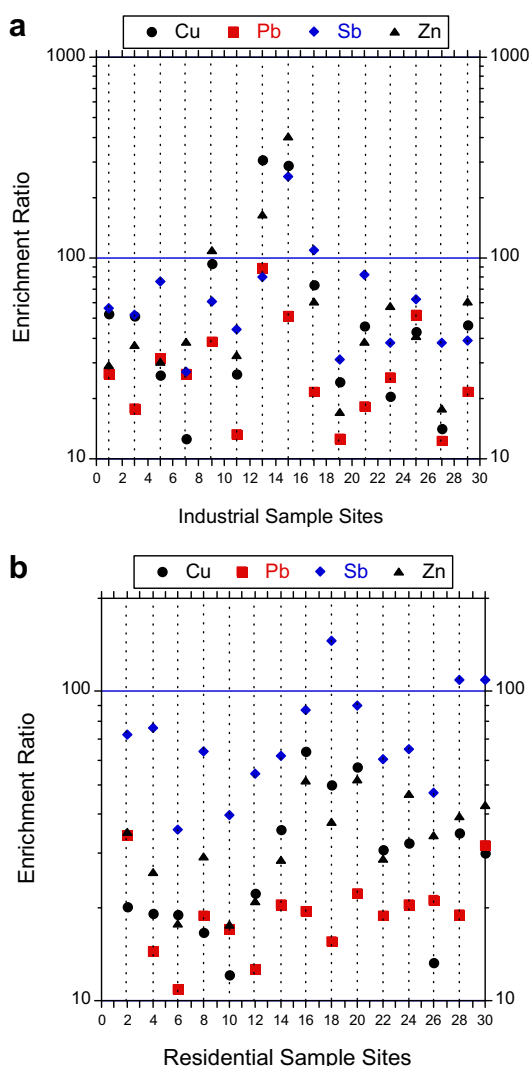 a
Cu Pb Sb Zn
1000 1000
100 100
10 10
Enrichment Ratio
0 2 4 6 8 10 12 14 16 18 20 22 24 26 28 30
Industrial Sample Sites
b
Cu Pb Sb Zn
100 100
10 10
Enrichment Ratio
0 2 4 6 8 10 12 14 16 18 20 22 24 26 28 30
Residential Sample Sites